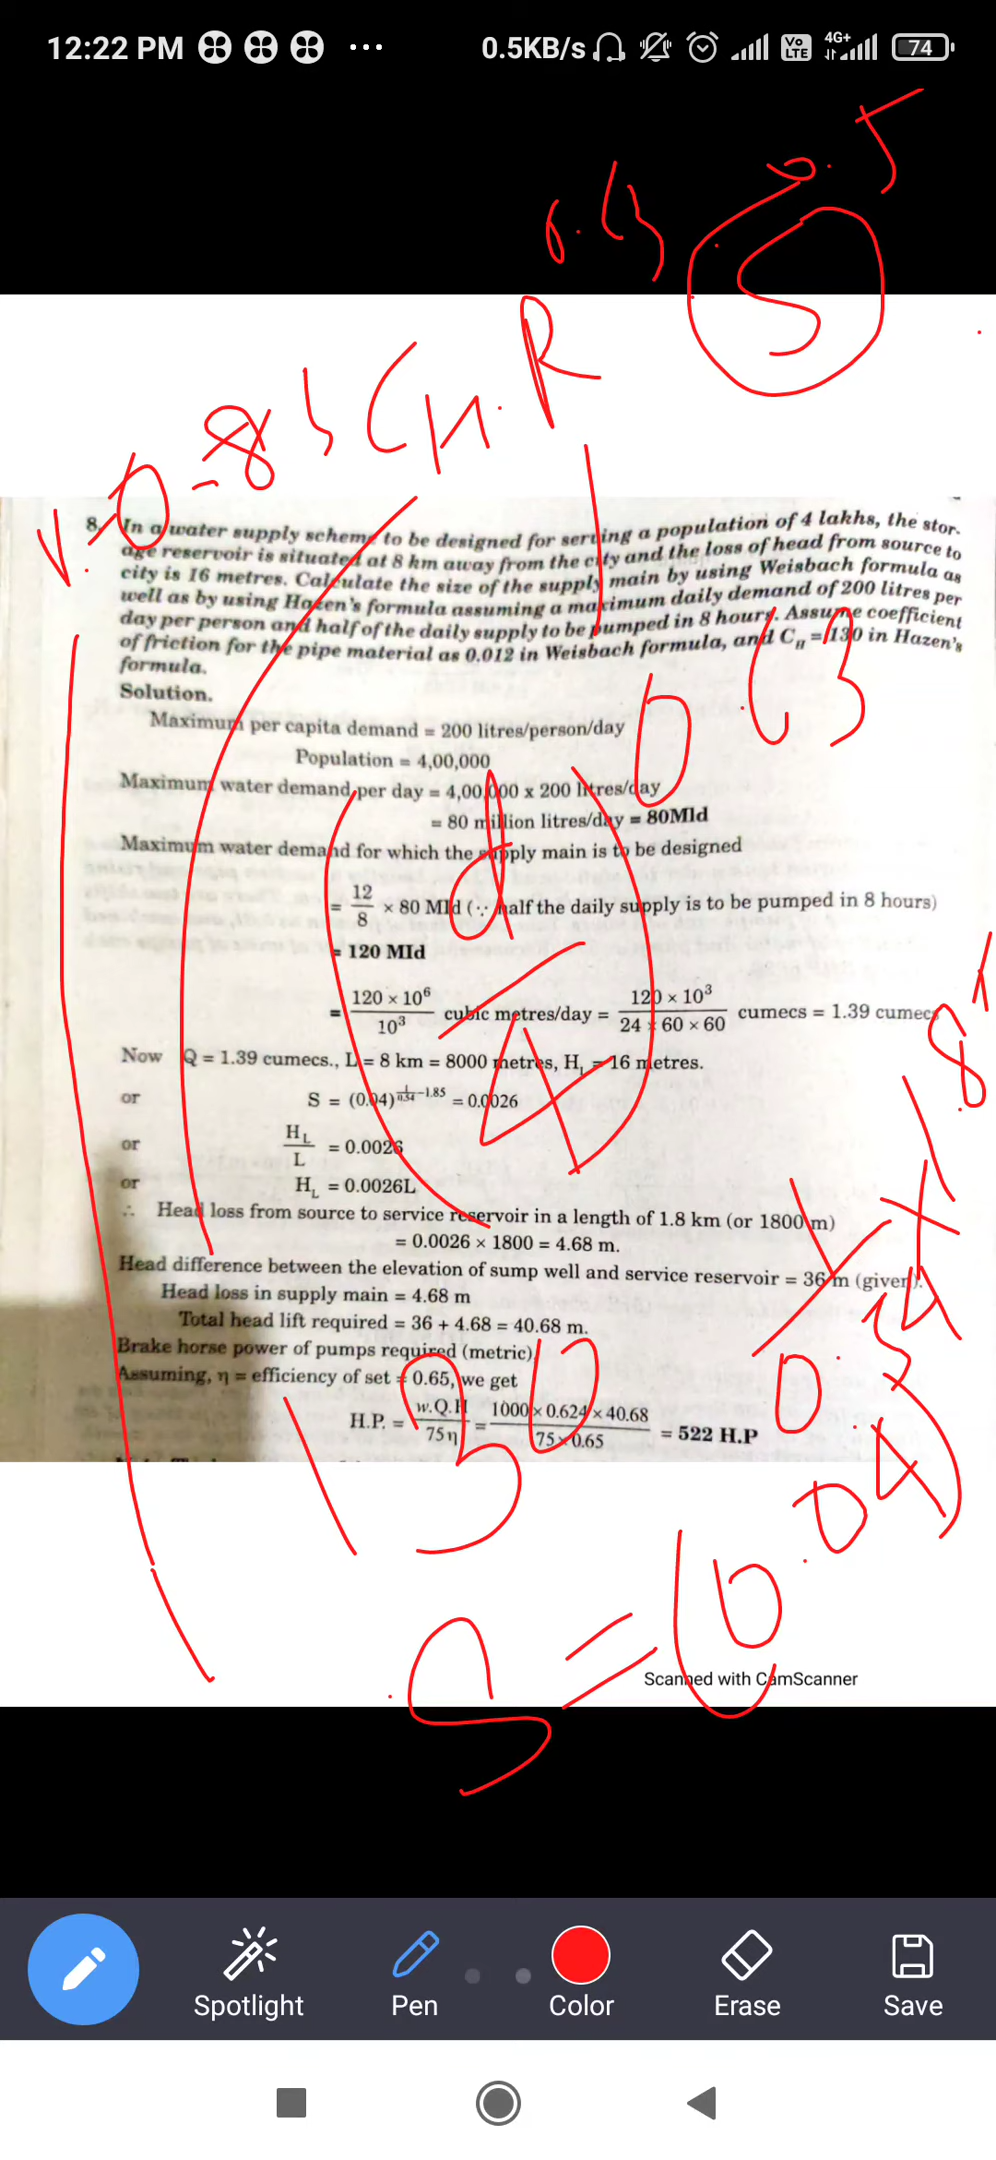 12:22 PM ... 0.5KB/s Vo LTE 4G+ 74
0.63 S 0.5
V = 0.85 CH. R
8. In a water supply scheme to be designed for serving a population of 4 lakhs, the stor-
age reservoir is situated at 8 km away from the city and the loss of head from source to
city is 16 metres. Calculate the size of the supply main by using Weisbach formula as
well as by using Hazen's formula assuming a maximum daily demand of 200 litres per
day per person and half of the daily supply to be pumped in 8 hours. Assume coefficient
of friction for the pipe material as 0.012 in Weisbach formula, and C_H = 130 in Hazen's
formula.
Solution.
Maximum per capita demand = 200 litres/person/day
Population = 4,00,000
Maximum water demand per day = 4,00,000 x 200 litres/day
= 80 million litres/day = 80Mld
Maximum water demand for which the supply main is to be designed
= 12/8 × 80 Mld (∵ half the daily supply is to be pumped in 8 hours)
= 120 Mld
= 120 × 10⁶ / 10³ cubic metres/day = 120 × 10³ / 24 × 60 × 60 cumecs = 1.39 cumecs
Now Q = 1.39 cumecs., L = 8 km = 8000 metres, H_L = 16 metres.
or S = (0.04)^(1/0.54 – 1.85) = 0.0026
or H_L / L = 0.0026
or H_L = 0.0026L
∴ Head loss from source to service reservoir in a length of 1.8 km (or 1800 m)
= 0.0026 × 1800 = 4.68 m.
Head difference between the elevation of sump well and service reservoir = 36 m (given).
Head loss in supply main = 4.68 m
Total head lift required = 36 + 4.68 = 40.68 m.
Brake horse power of pumps required (metric)
Assuming, η = efficiency of set = 0.65, we get
H.P. = w.Q.H / 75η = 1000 × 0.624 × 40.68 / 75 × 0.65 = 522 H.P
d
4
0.63
130
S = (0.04)
Scanned with CamScanner
Spotlight
Pen
Color
Erase
Save